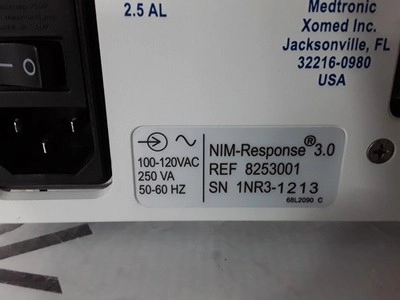 2.5 AL
Medtronic
Xomed Inc.
Jacksonville, FL
32216-0980
USA
100-120VAC
250 VA
50-60 HZ
NIM-Response® 3.0
REF 8253001
SN 1NR3-1213
68L2090 C